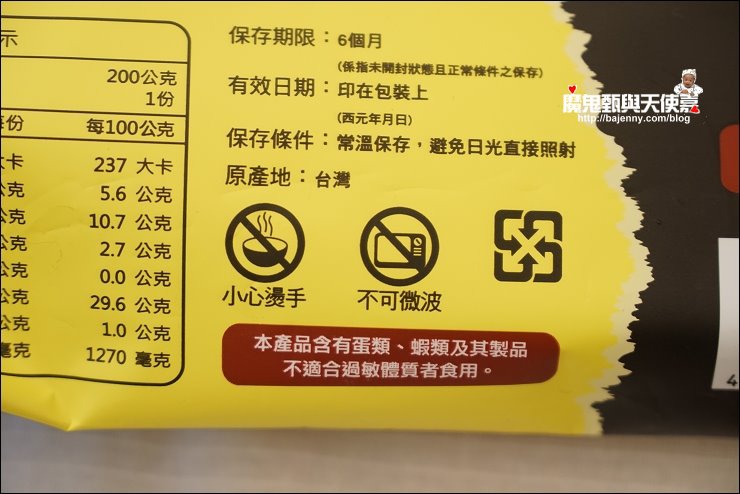 示
200公克
1份
每份
每100公克
大卡
237 大卡
公克
5.6 公克
公克
10.7 公克
公克
2.7 公克
公克
0.0 公克
公克
29.6 公克
公克
1.0 公克
毫克
1270 毫克
保存期限：6個月
(係指未開封狀態且正常條件之保存)
有效日期：印在包裝上
(西元年月日)
保存條件：常溫保存，避免日光直接照射
原產地：台灣
小心燙手
不可微波
本產品含有蛋類、蝦類及其製品
不適合過敏體質者食用。
魔鬼甄與天使嘉
http://bajenny.com/blog
4